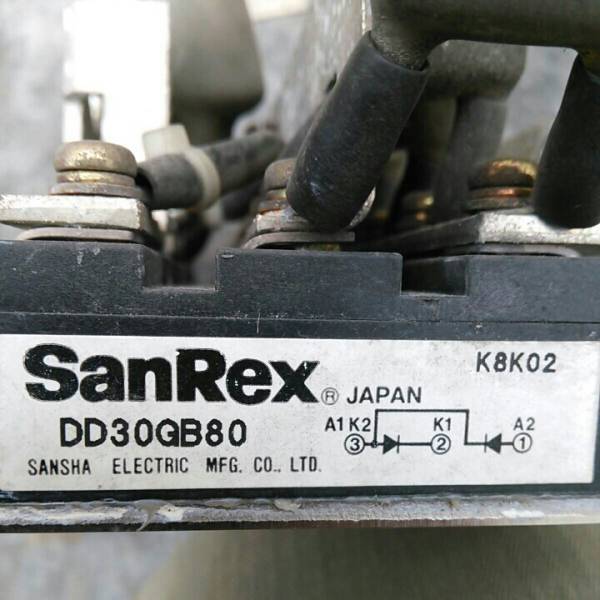 SanRex® JAPAN K8K02
DD30GB80
A1 K2 K1 A2
③ ② ①
SANSHA ELECTRIC MFG. CO., LTD.